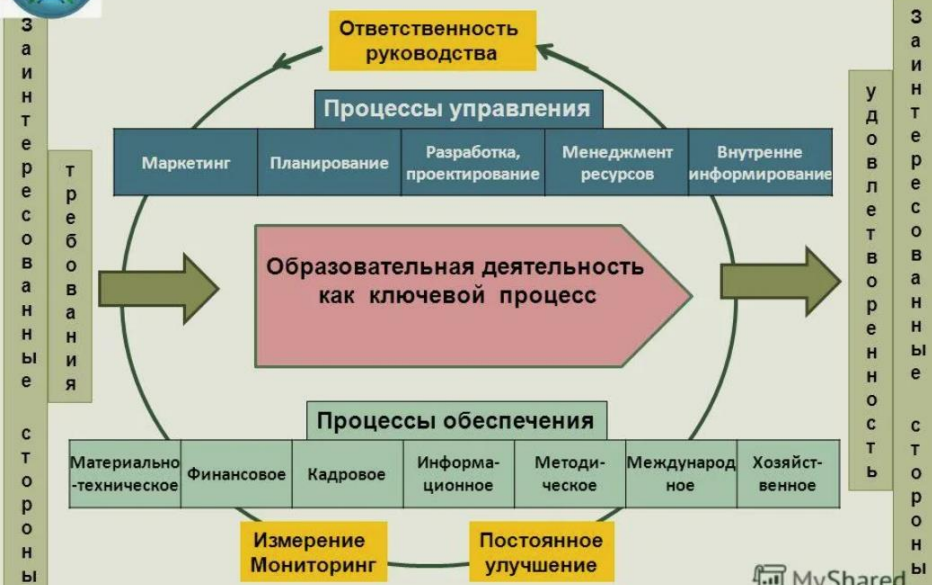 Заинтересованные стороны
требования
Ответственность
руководства
Процессы управления
Маркетинг
Планирование
Разработка,
проектирование
Менеджмент
ресурсов
Внутренне
информирование
Образовательная деятельность
как ключевой процесс
Процессы обеспечения
Материально
-техническое
Финансовое
Кадровое
Информа-
ционное
Методи-
ческое
Международ
ное
Хозяйст-
венное
Измерение
Мониторинг
Постоянное
улучшение
удовлетворенность
Заинтересованные стороны
MyShared